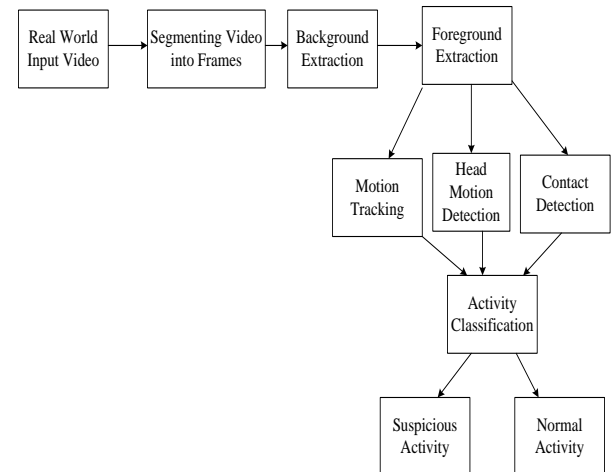 Real World
Input Video
Segmenting Video
into Frames
Background
Extraction
Foreground
Extraction
Motion
Tracking
Head
Motion
Detection
Contact
Detection
Activity
Classification
Suspicious
Activity
Normal
Activity